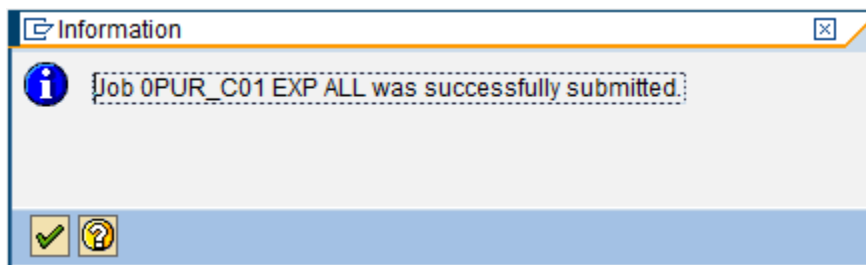 Information
Job 0PUR_C01 EXP ALL was successfully submitted.